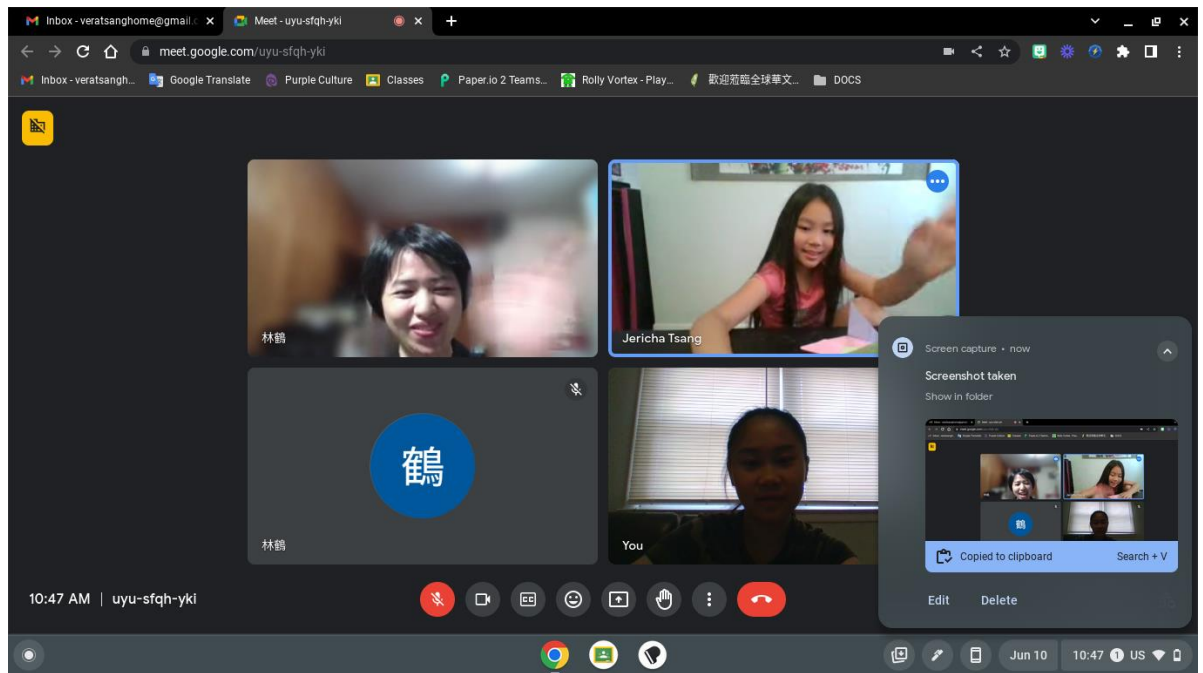 Inbox - veratsanghome@gmail.c
Meet - uyu-sfqh-yki
meet.google.com/uyu-sfqh-yki
Inbox - veratsangh...
Google Translate
Purple Culture
Classes
Paper.io 2 Teams...
Rolly Vortex - Play...
歡迎蒞臨全球華文...
DOCS
林鶴
Jericha Tsang
鶴
林鶴
You
Screen capture • now
Screenshot taken
Show in folder
Copied to clipboard
Search + V
Edit
Delete
10:47 AM | uyu-sfqh-yki
CC
Jun 10
10:47 1 US